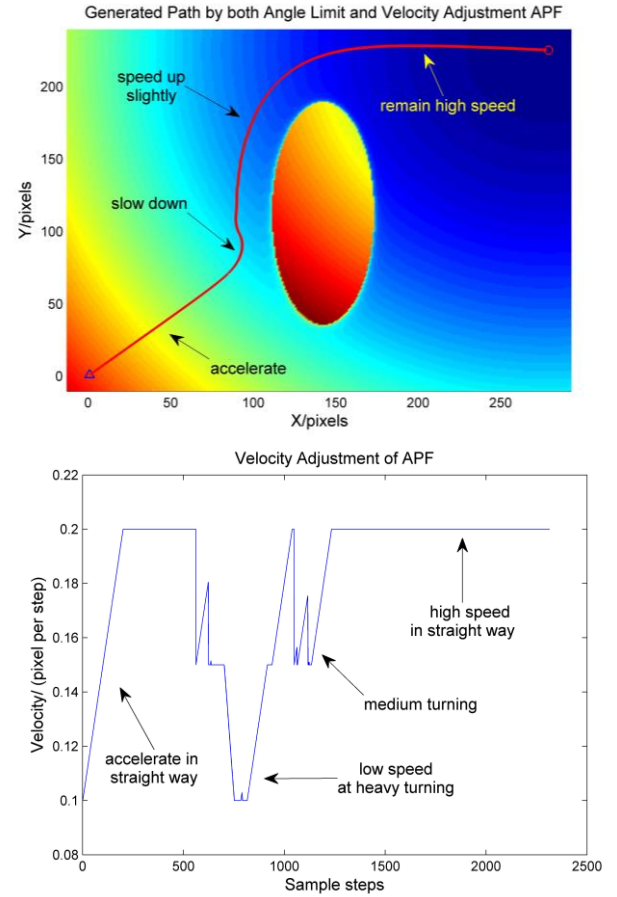 Generated Path by both Angle Limit and Velocity Adjustment APF
200
150
100
50
0
Y/pixels
speed up
slightly
remain high speed
slow down
accelerate
0
50
100
150
200
250
X/pixels
Velocity Adjustment of APF
0.22
0.2
0.18
0.16
0.14
0.12
0.1
0.08
Velocity/ (pixel per step)
high speed
in straight way
medium turning
accelerate in
straight way
low speed
at heavy turning
0
500
1000
1500
2000
2500
Sample steps